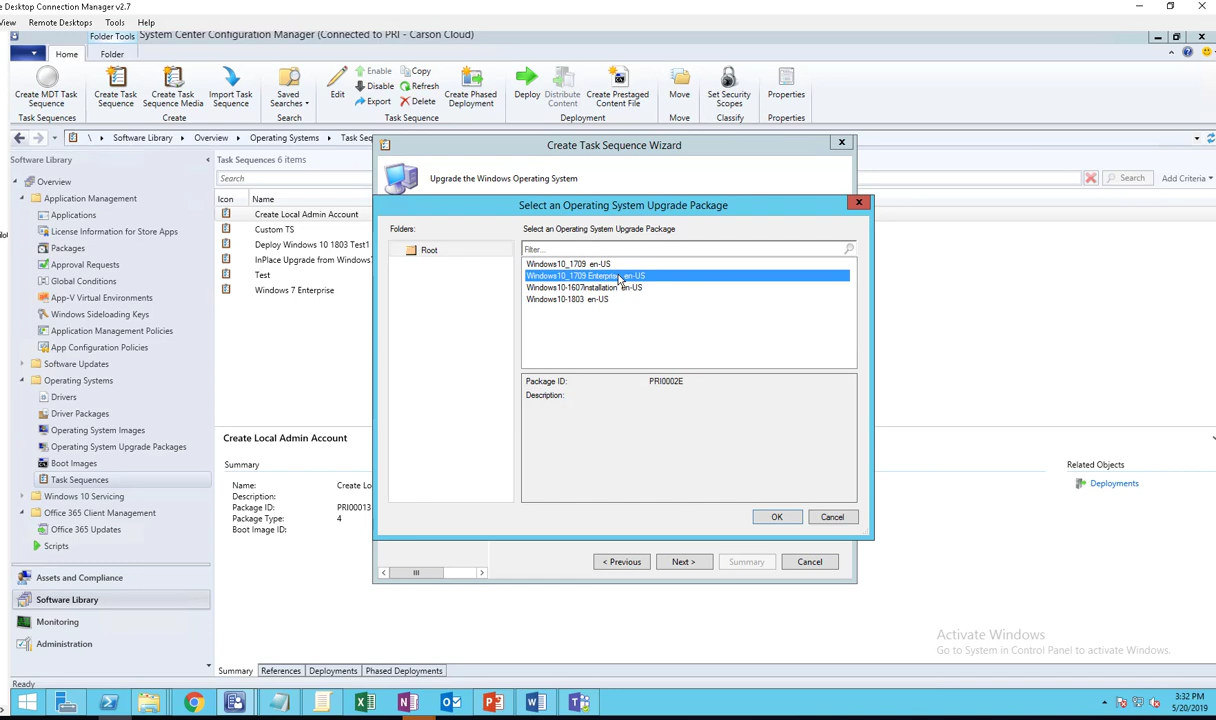 e Desktop Connection Manager v2.7
View Remote Desktops Tools Help
Folder Tools System Center Configuration Manager (Connected to PRI - Carson Cloud)
Home Folder
Create MDT Task Sequence
Task Sequences
Create Task Sequence
Create Task Sequence Media
Import Task Sequence
Create
Saved Searches
Search
Edit
Enable
Disable
Export
Copy
Refresh
Delete
Create Phased Deployment
Task Sequence
Deploy
Distribute Content
Create Prestaged Content File
Deployment
Move
Move
Set Security Scopes
Classify
Properties
Properties
\ Software Library Overview Operating Systems Task Seq
Software Library
Overview
Application Management
Applications
License Information for Store Apps
Packages
Approval Requests
Global Conditions
App-V Virtual Environments
Windows Sideloading Keys
Application Management Policies
App Configuration Policies
Software Updates
Operating Systems
Drivers
Driver Packages
Operating System Images
Operating System Upgrade Packages
Boot Images
Task Sequences
Windows 10 Servicing
Office 365 Client Management
Office 365 Updates
Scripts
Assets and Compliance
Software Library
Monitoring
Administration
Task Sequences 6 items
Search
Search Add Criteria
Icon Name
Create Local Admin Account
Custom TS
Deploy Windows 10 1803 Test1
InPlace Upgrade from Windows
Test
Windows 7 Enterprise
Create Local Admin Account
Summary
Name: Create Lo
Description:
Package ID: PRI00013
Package Type: 4
Boot Image ID:
Related Objects
Deployments
Create Task Sequence Wizard
Upgrade the Windows Operating System
Select an Operating System Upgrade Package
Folders:
Root
Select an Operating System Upgrade Package
Filter...
Windows10_1709 en-US
Windows10_1709 Enterprise en-US
Windows10-1607Installation en-US
Windows10-1803 en-US
Package ID: PRI0002E
Description:
OK Cancel
< Previous Next > Summary Cancel
Activate Windows
Go to System in Control Panel to activate Windows.
Summary References Deployments Phased Deployments
Ready
3:32 PM
5/20/2019